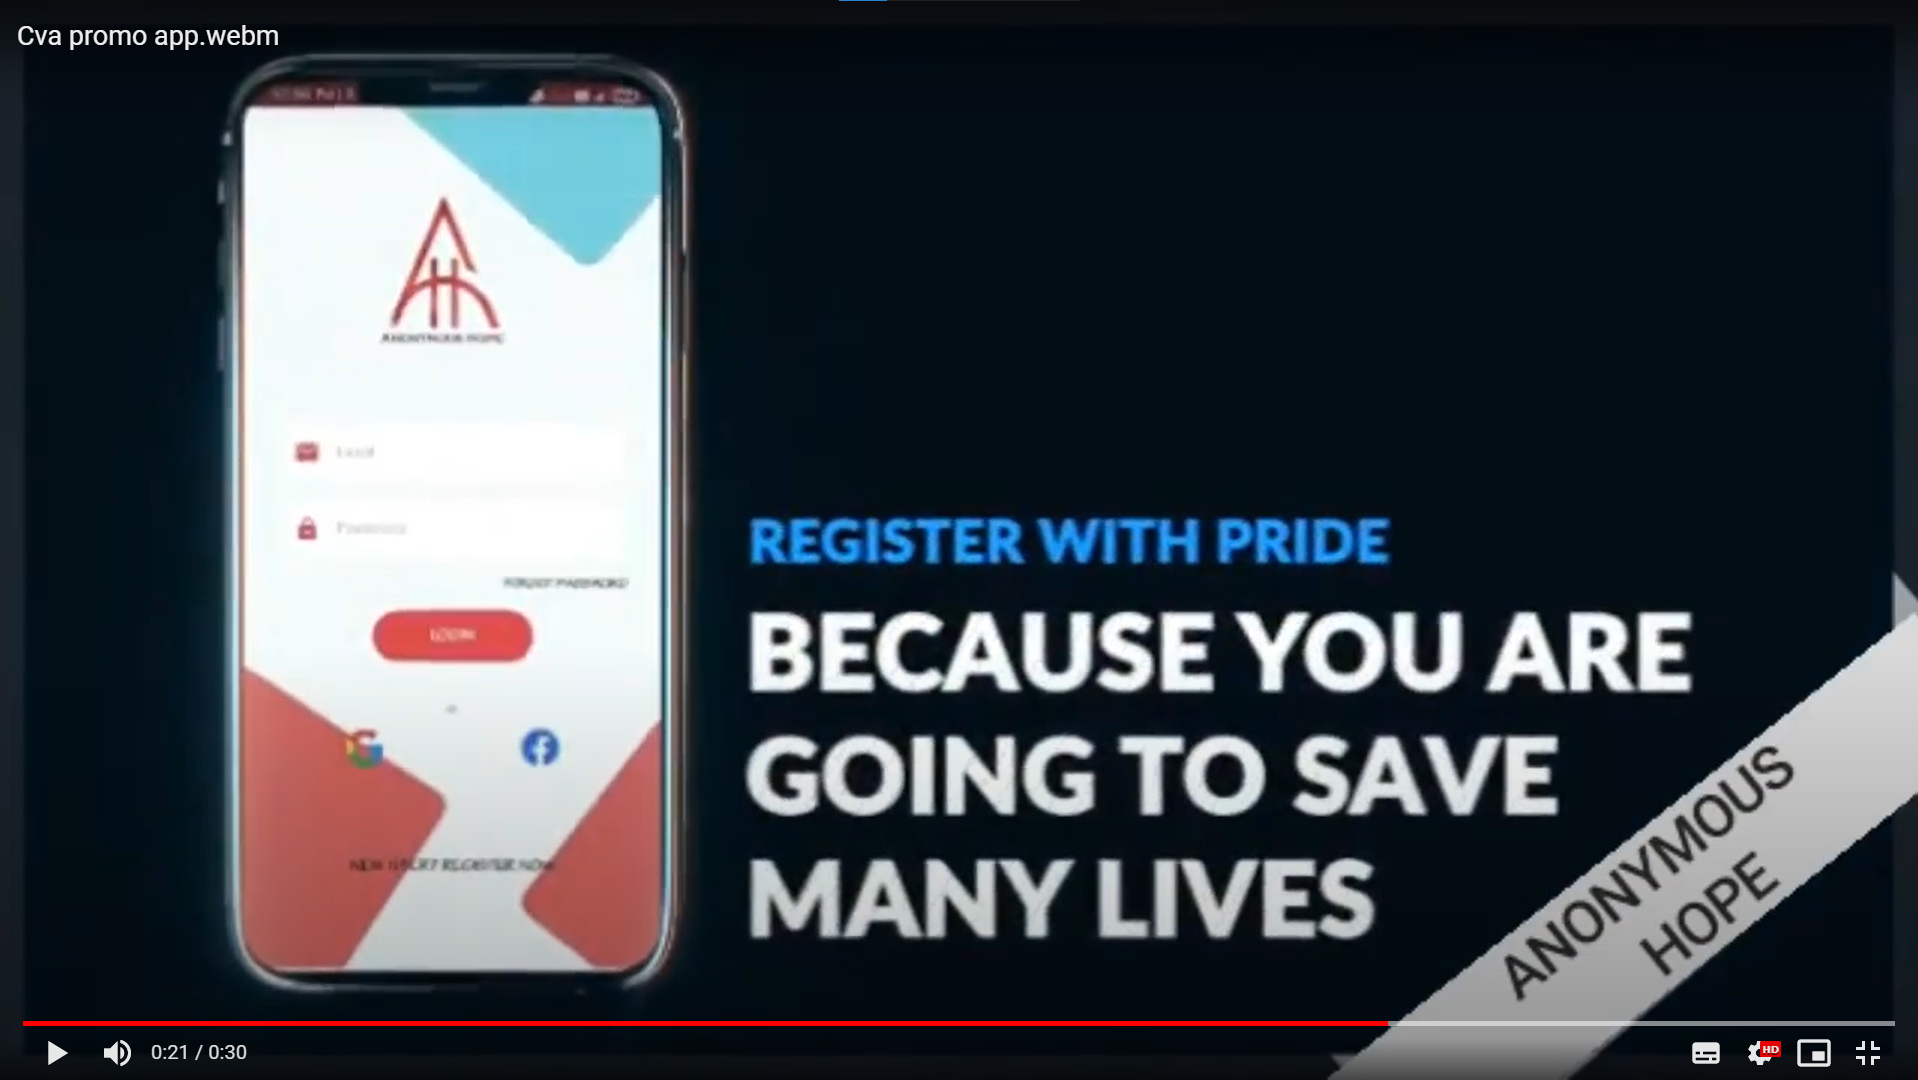 Cva promo app.webm
ANONYMOUS HOPE
Email
Password
FORGOT PASSWORD
LOGIN
NEW USER? REGISTER NOW
REGISTER WITH PRIDE
BECAUSE YOU ARE
GOING TO SAVE
MANY LIVES
ANONYMOUS
HOPE
0:21 / 0:30
HD